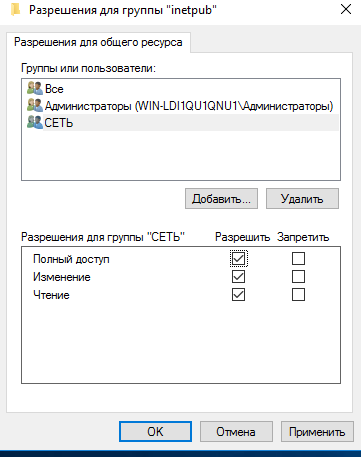 Разрешения для группы "inetpub"
Разрешения для общего ресурса
Группы или пользователи:
Все
Администраторы (WIN-LDI1QU1QNU1\Администраторы)
СЕТЬ
Добавить... Удалить
Разрешения для группы "СЕТЬ" Разрешить Запретить
Полный доступ
Изменение
Чтение
OK Отмена Применить